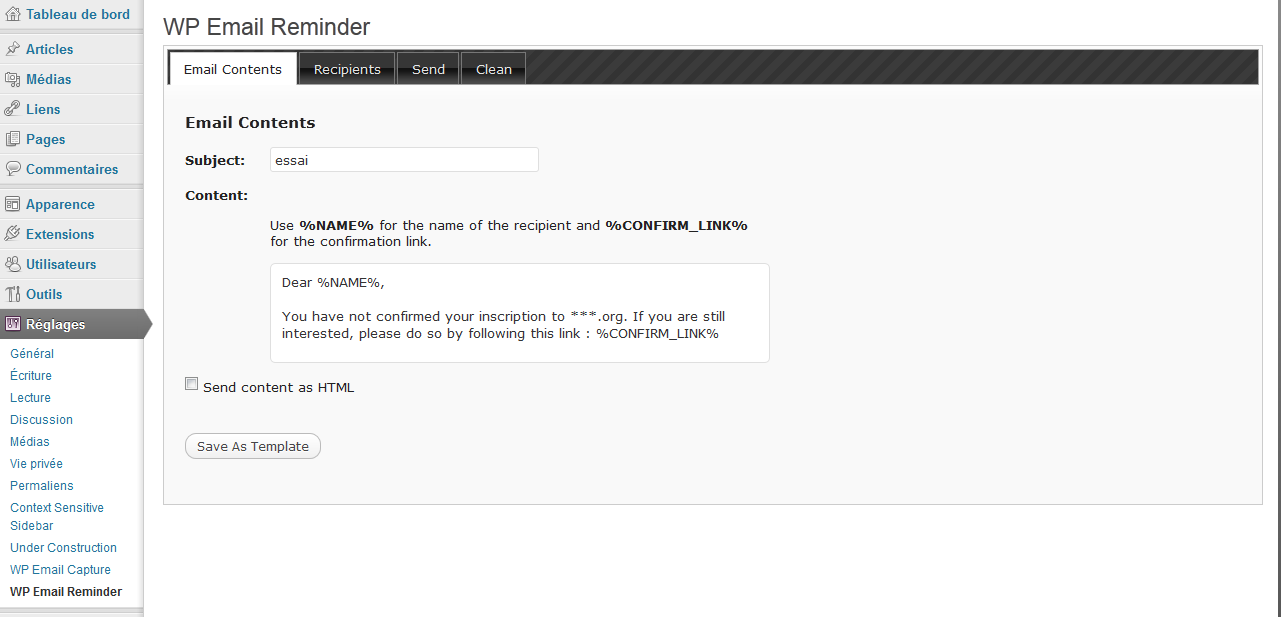 Tableau de bord
Articles
Médias
Liens
Pages
Commentaires
Apparence
Extensions
Utilisateurs
Outils
Réglages
Général
Écriture
Lecture
Discussion
Médias
Vie privée
Permaliens
Context Sensitive
Sidebar
Under Construction
WP Email Capture
WP Email Reminder
WP Email Reminder
Email Contents Recipients Send Clean
Email Contents
Subject: essai
Content:
Use %NAME% for the name of the recipient and %CONFIRM_LINK%
for the confirmation link.
Dear %NAME%,
You have not confirmed your inscription to ***.org. If you are still
interested, please do so by following this link : %CONFIRM_LINK%
Send content as HTML
Save As Template